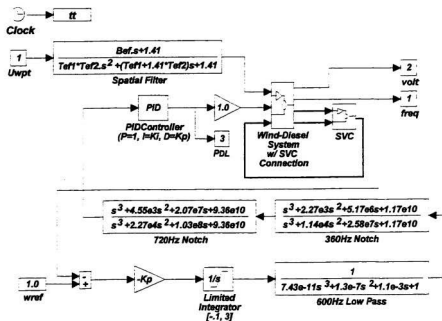 tt
Clock
1
Uwpt
Bef.s+1.41
Tef1*Tef2.s^2+(Tef1+1.41*Tef2)s+1.41
Spatial Filter
PID
PIDController
(P=1, I=Ki, D=Kp)
1.0
3
PDL
Wind-Diesel
System
w/ SVC
Connection
SVC
2
volt
1
freq
s^3+4.55e3s^2+2.07e7s+9.36e10
s^3+2.27e4s^2+1.03e8s+9.36e10
720Hz Notch
s^3+2.27e3s^2+5.17e6s+1.17e10
s^3+1.14e4s^2+2.58e7s+1.17e10
360Hz Notch
1.0
wref
-
+
-Kp
1/s
Limited
Integrator
[-.1, 3]
1
7.43e-11s^3+1.3e-7s^2+1.1e-3s+1
600Hz Low Pass